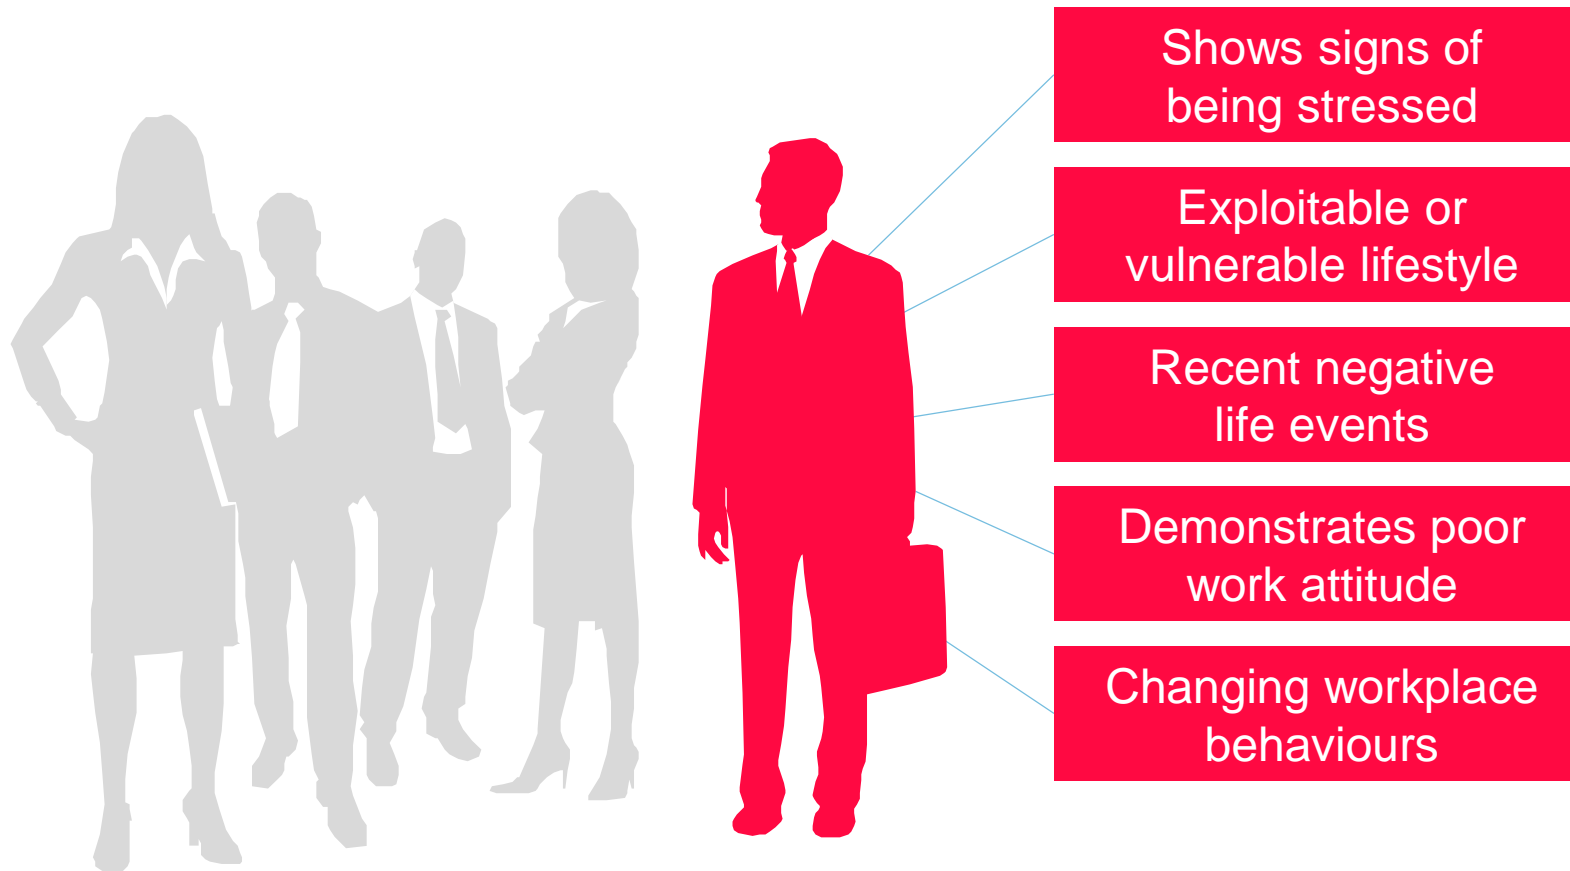 Shows signs of
being stressed
Exploitable or
vulnerable lifestyle
Recent negative
life events
Demonstrates poor
work attitude
Changing workplace
behaviours